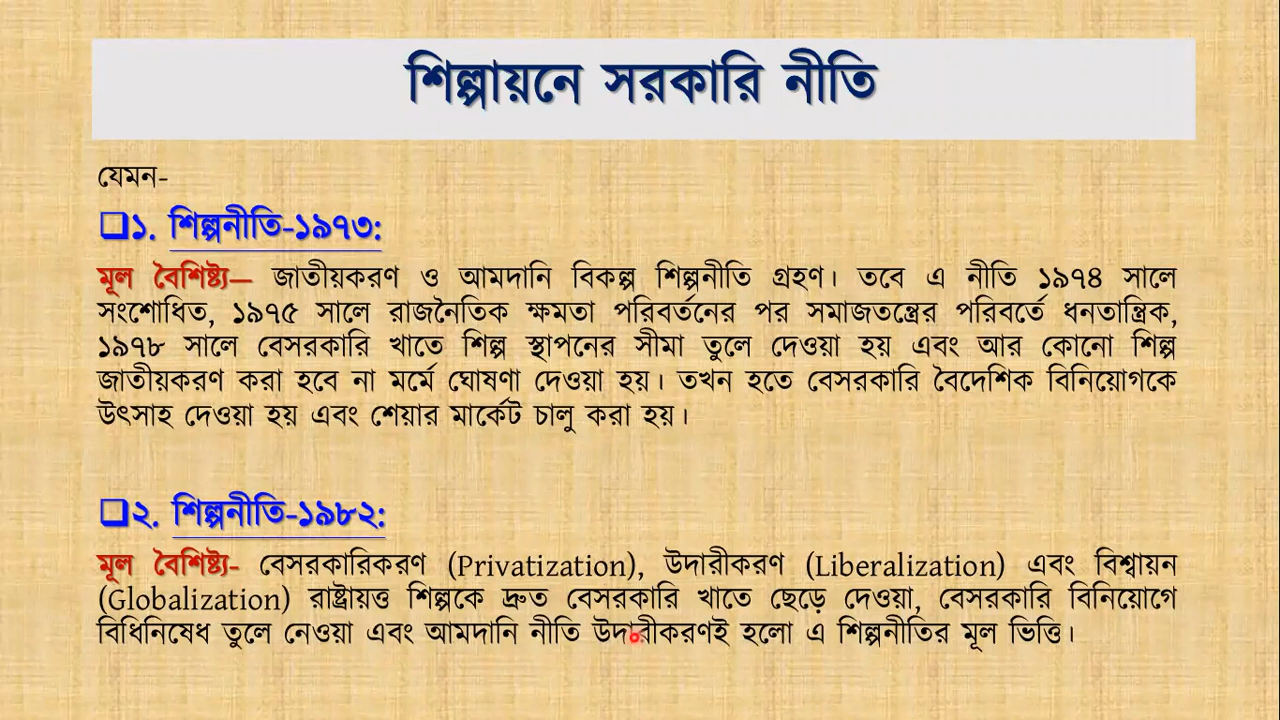 শিল্পায়নে সরকারি নীতি
যেমন-
❑১. শিল্পনীতি-১৯৭৩:
মূল বৈশিষ্ট্য— জাতীয়করণ ও আমদানি বিকল্প শিল্পনীতি গ্রহণ। তবে এ নীতি ১৯৭৪ সালে
সংশোধিত, ১৯৭৫ সালে রাজনৈতিক ক্ষমতা পরিবর্তনের পর সমাজতন্ত্রের পরিবর্তে ধনতান্ত্রিক,
১৯৭৮ সালে বেসরকারি খাতে শিল্প স্থাপনের সীমা তুলে দেওয়া হয় এবং আর কোনো শিল্প
জাতীয়করণ করা হবে না মর্মে ঘোষণা দেওয়া হয়। তখন হতে বেসরকারি বৈদেশিক বিনিয়োগকে
উৎসাহ দেওয়া হয় এবং শেয়ার মার্কেট চালু করা হয়।
❑২. শিল্পনীতি-১৯৮২:
মূল বৈশিষ্ট্য- বেসরকারিকরণ (Privatization), উদারীকরণ (Liberalization) এবং বিশ্বায়ন
(Globalization) রাষ্ট্রায়ত্ত শিল্পকে দ্রুত বেসরকারি খাতে ছেড়ে দেওয়া, বেসরকারি বিনিয়োগে
বিধিনিষেধ তুলে নেওয়া এবং আমদানি নীতি উদারীকরণই হলো এ শিল্পনীতির মূল ভিত্তি।